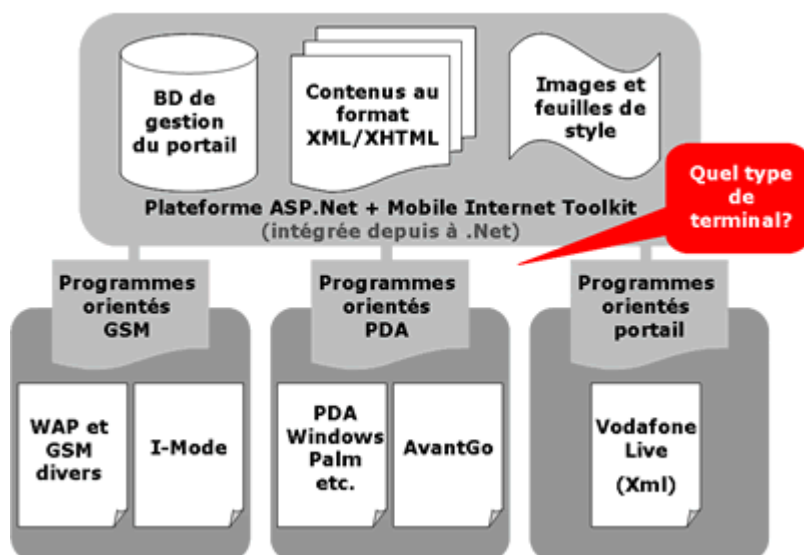 BD de
gestion
du portail
Contenus au
format
XML/XHTML
Images et
feuilles de
style
Plateforme ASP.Net + Mobile Internet Toolkit
(intégrée depuis à .Net)
Quel type
de
terminal?
Programmes
orientés
GSM
Programmes
orientés
PDA
Programmes
orientés
portail
WAP et
GSM
divers
I-Mode
PDA
Windows
Palm
etc.
AvantGo
Vodafone
Live
(Xml)